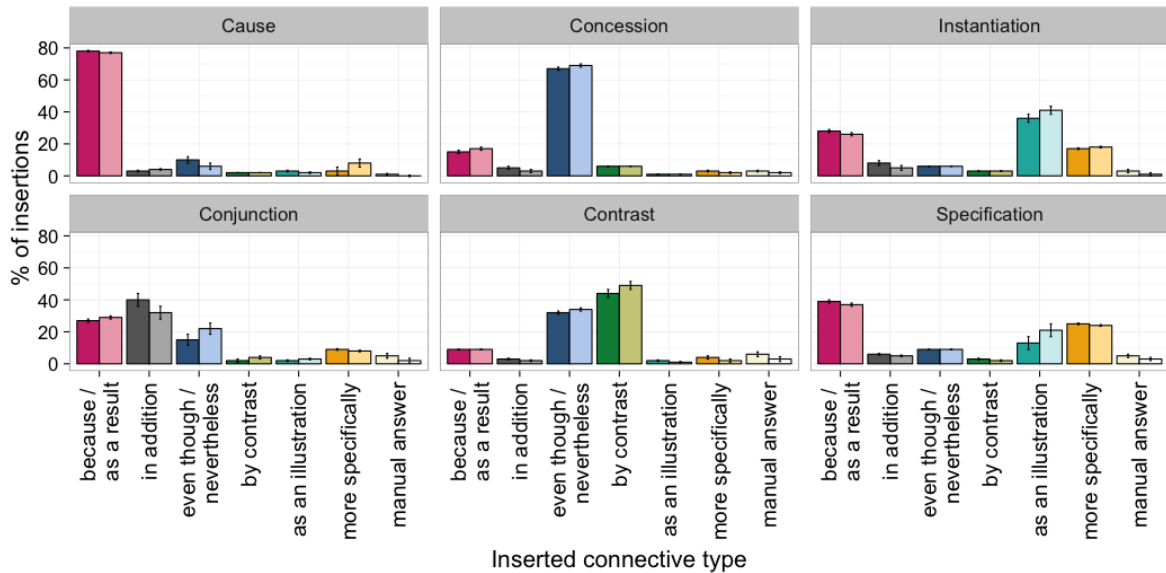 Cause
Concession
Instantiation
80
60
40
20
0
Conjunction
Contrast
Specification
80
60
40
20
0
% of insertions
because /
as a result
in addition
even though /
nevertheless
by contrast
as an illustration
more specifically
manual answer
because /
as a result
in addition
even though /
nevertheless
by contrast
as an illustration
more specifically
manual answer
because /
as a result
in addition
even though /
nevertheless
by contrast
as an illustration
more specifically
manual answer
Inserted connective type